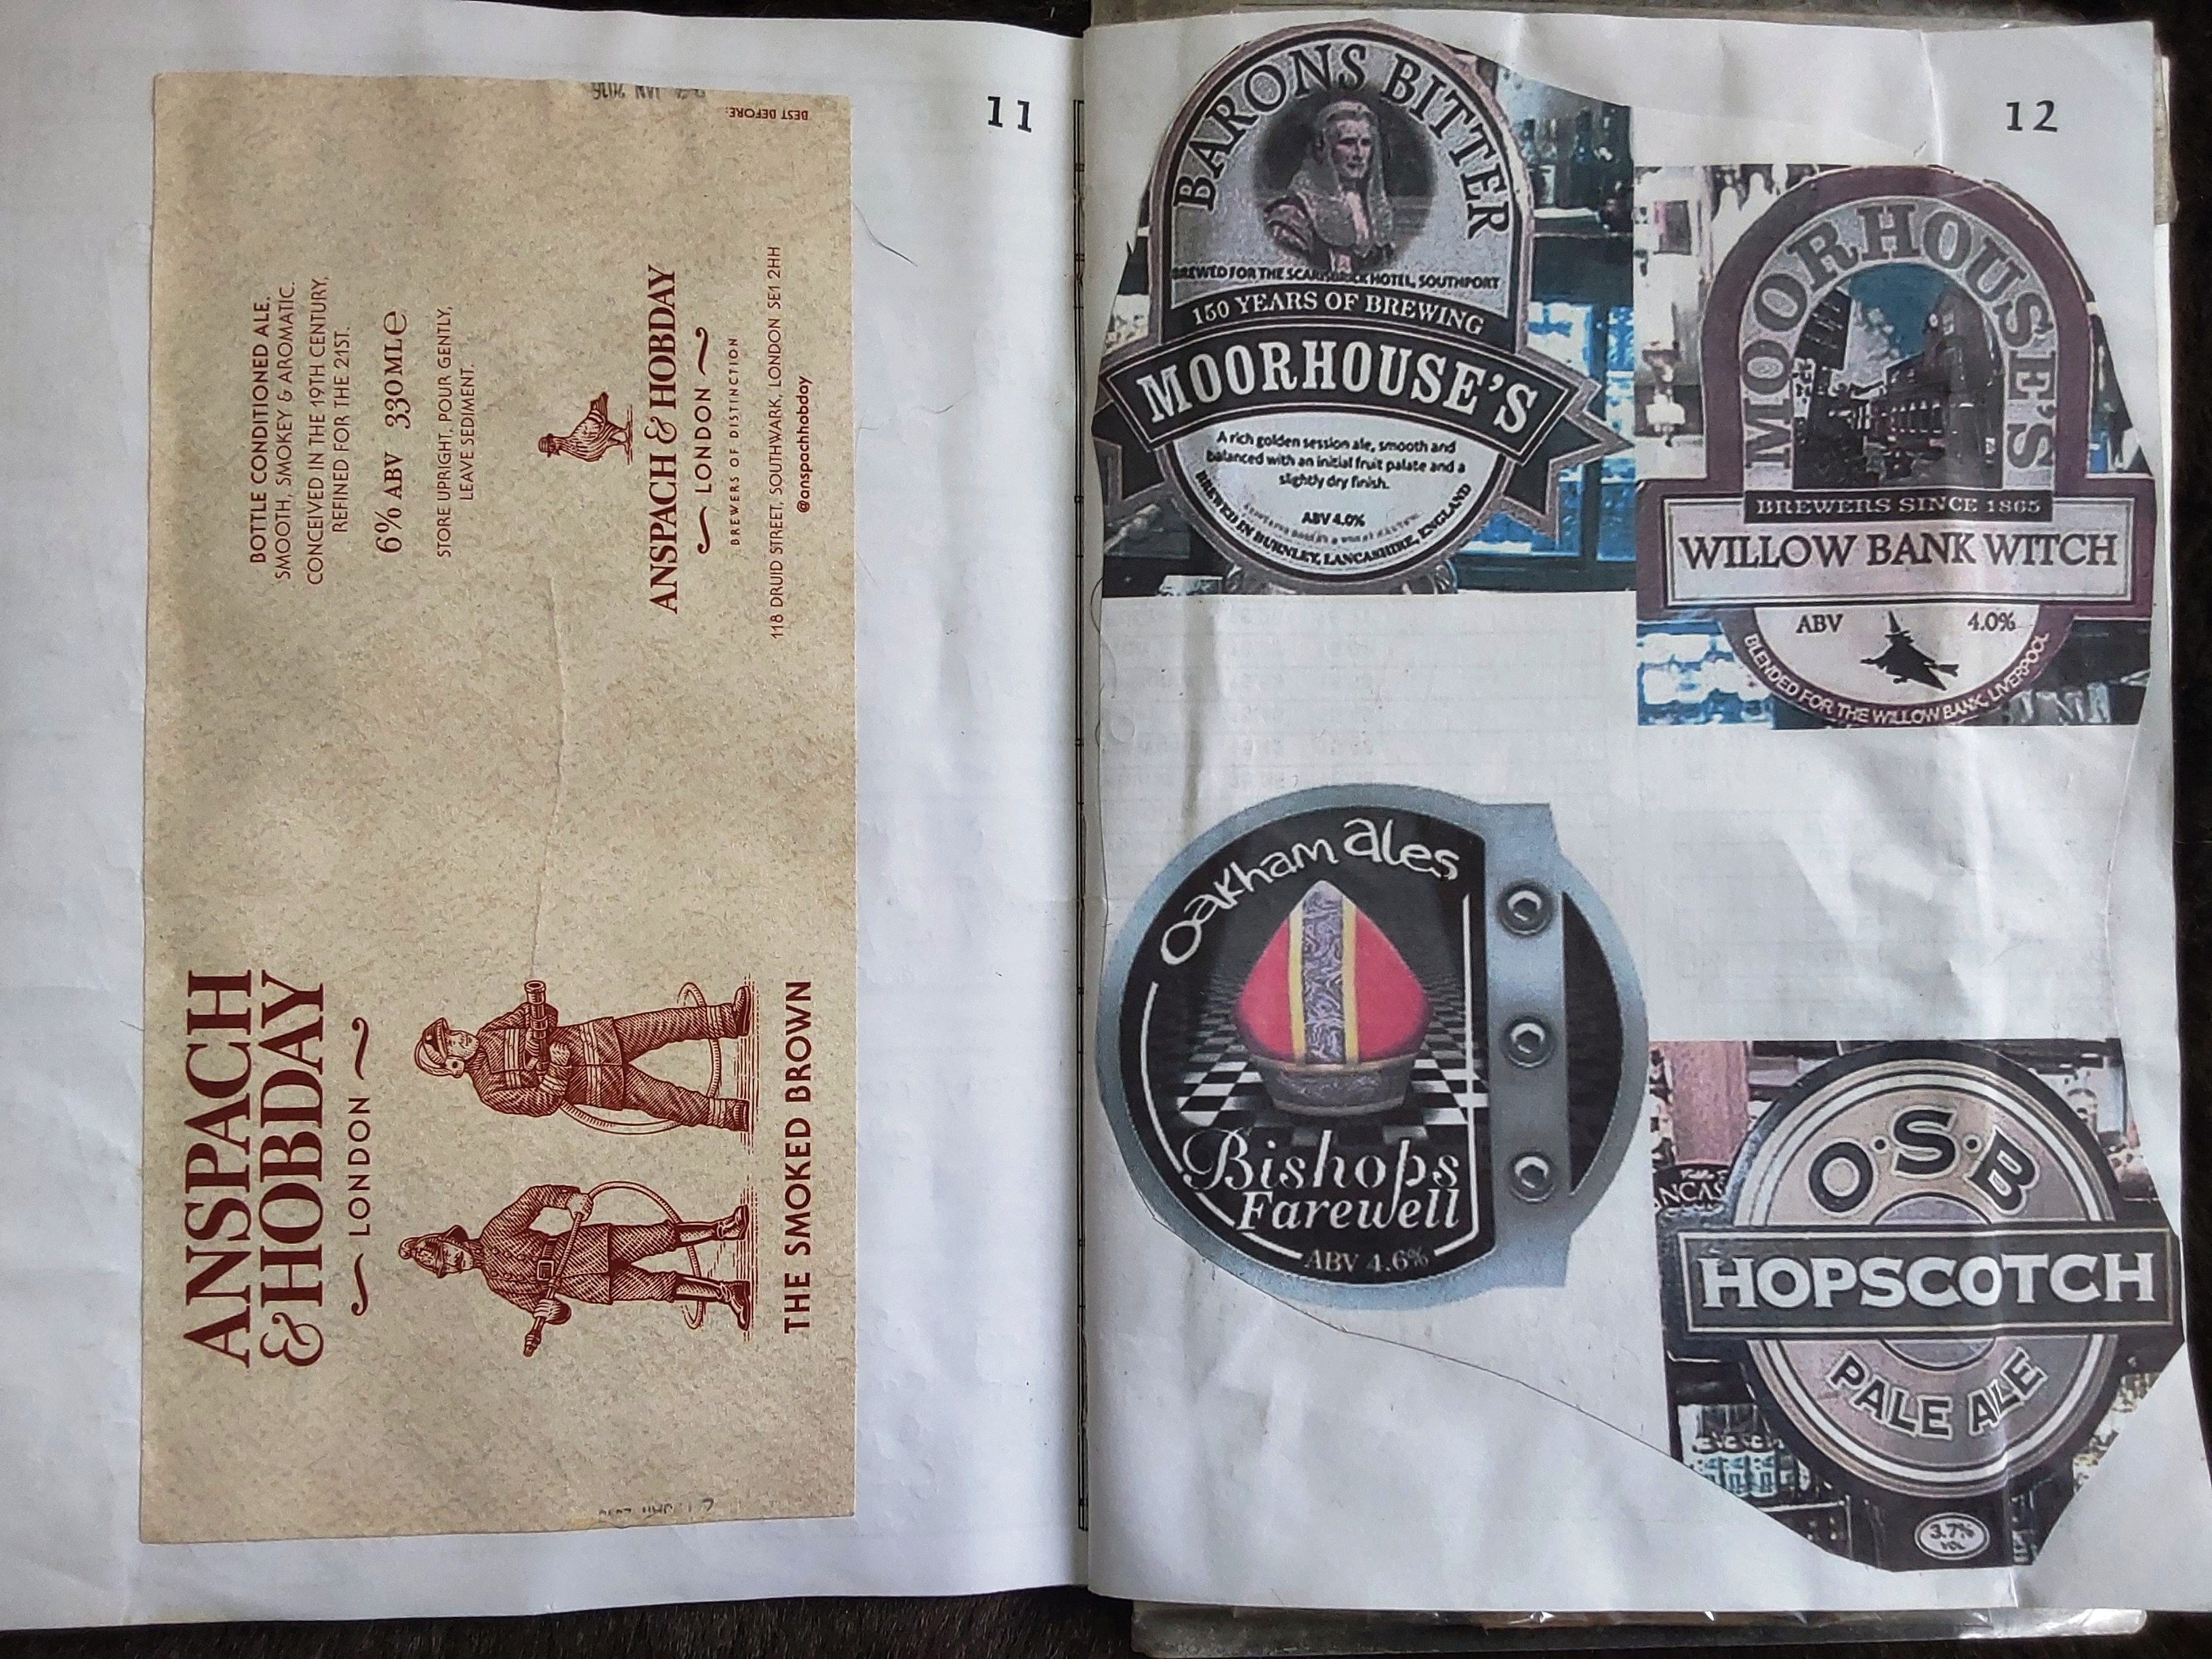 11
BEST BEFORE:
JAN 2016
ANSPACH
& HOBDAY
LONDON
THE SMOKED BROWN
BOTTLE CONDITIONED ALE.
SMOOTH, SMOKEY & AROMATIC.
CONCEIVED IN THE 19TH CENTURY,
REFINED FOR THE 21ST.
6% ABV 330MLe
STORE UPRIGHT, POUR GENTLY,
LEAVE SEDIMENT.
ANSPACH & HOBDAY
LONDON
BREWERS OF DISTINCTION
118 DRUID STREET, SOUTHWARK, LONDON SE1 2HH
@anspachhobday
12
BARONS BITTER
BREWED FOR THE SCARISBRICK HOTEL, SOUTHPORT
150 YEARS OF BREWING
MOORHOUSE'S
A rich golden session ale, smooth and
balanced with an initial fruit palate and a
slightly dry finish.
ABV 4.0%
BREWED IN BURNLEY, LANCASHIRE, ENGLAND
MOORHOUSE'S
BREWERS SINCE 1865
WILLOW BANK WITCH
ABV 4.0%
BLENDED FOR THE WILLOW BANK, LIVERPOOL
Oakham ales
Bishops
Farewell
ABV 4.6%
O·S·B
HOPSCOTCH
PALE ALE
3.7%
VOL